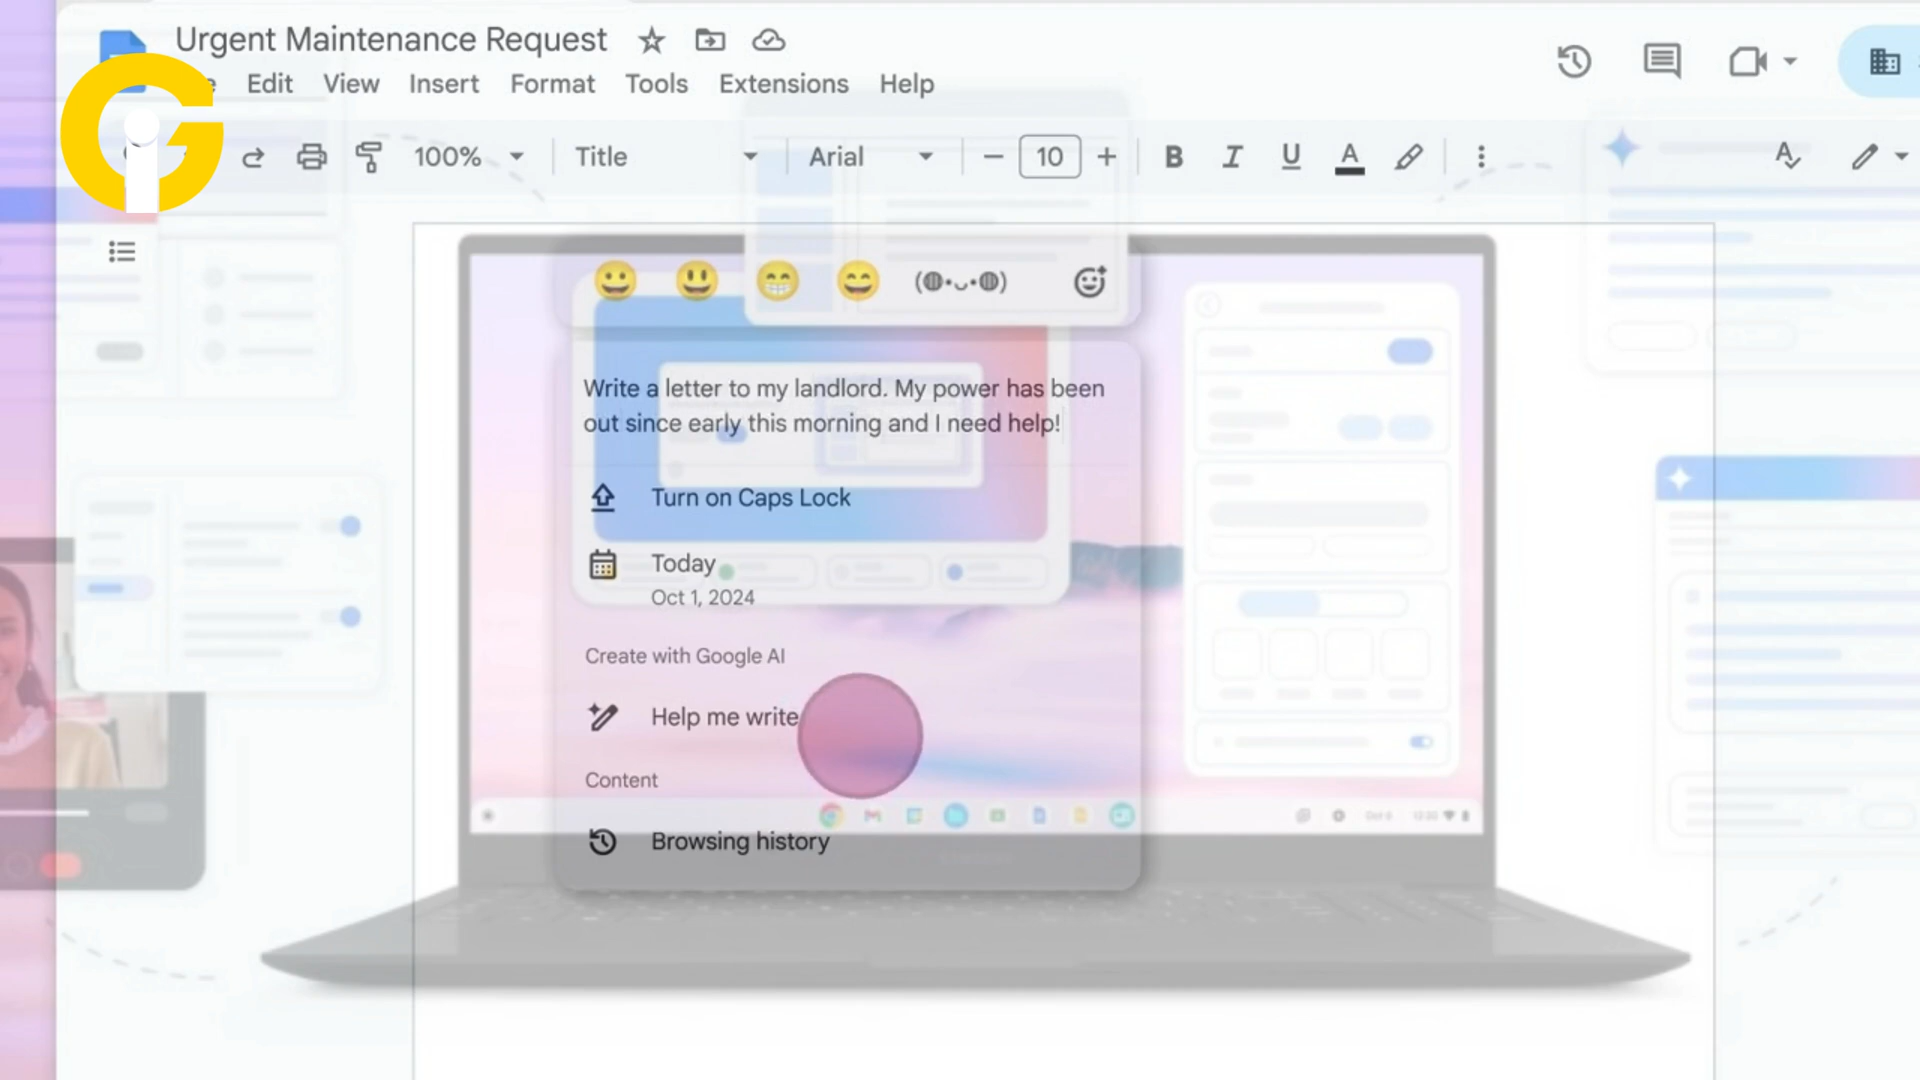 Urgent Maintenance Request
Edit View Insert Format Tools Extensions Help
100% Title Arial 10 B I U A
(◍•ᴗ•◍)
Write a letter to my landlord. My power has been
out since early this morning and I need help!
Turn on Caps Lock
Today
Oct 1, 2024
Create with Google AI
Help me write
Content
Browsing history